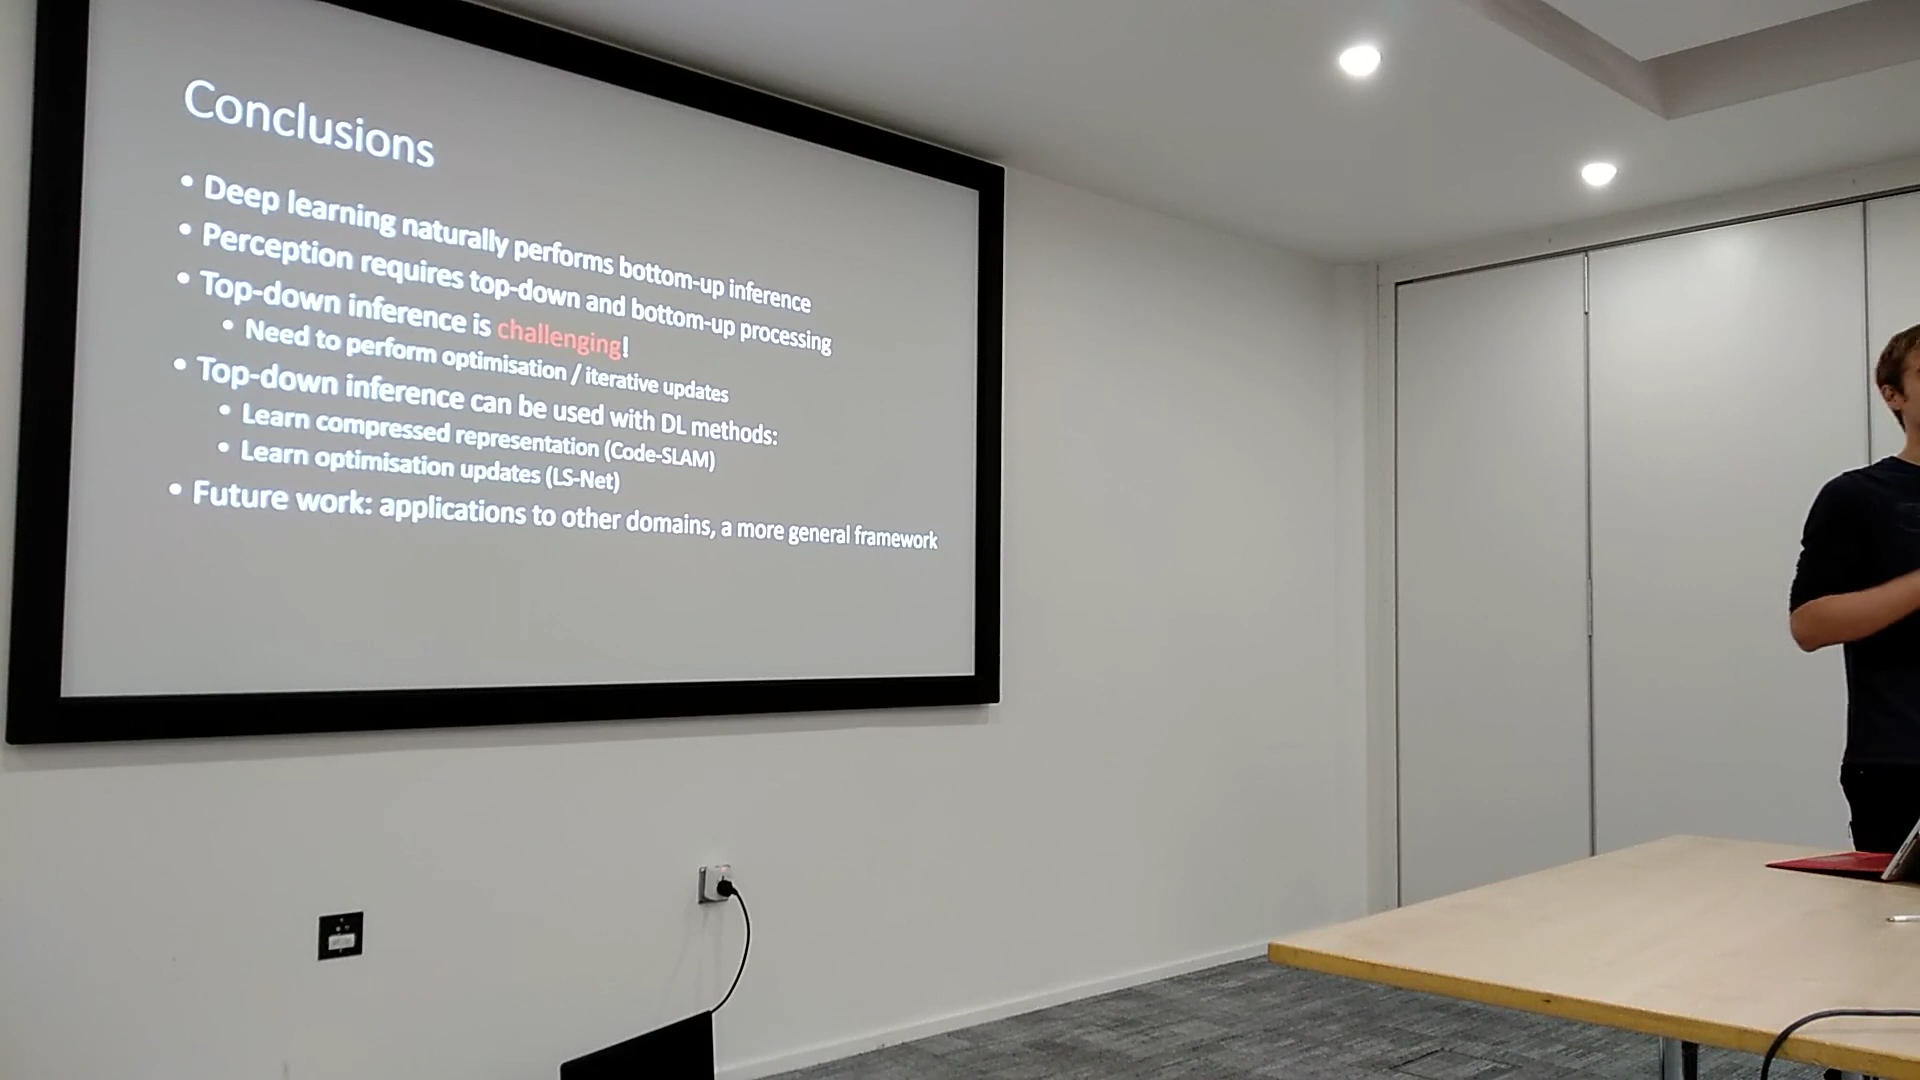 Conclusions
• Deep learning naturally performs bottom-up inference
• Perception requires top-down and bottom-up processing
• Top-down inference is challenging!
• Need to perform optimisation / iterative updates
• Top-down inference can be used with DL methods:
• Learn compressed representation (Code-SLAM)
• Learn optimisation updates (LS-Net)
• Future work: applications to other domains, a more general framework